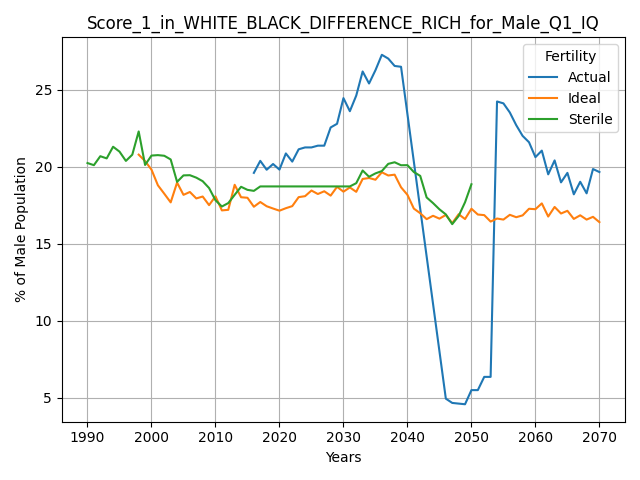 Score_1_in_WHITE_BLACK_DIFFERENCE_RICH_for_Male_Q1_IQ
Fertility
Actual
Ideal
Sterile
% of Male Population
25
20
15
10
5
1990 2000 2010 2020 2030 2040 2050 2060 2070
Years